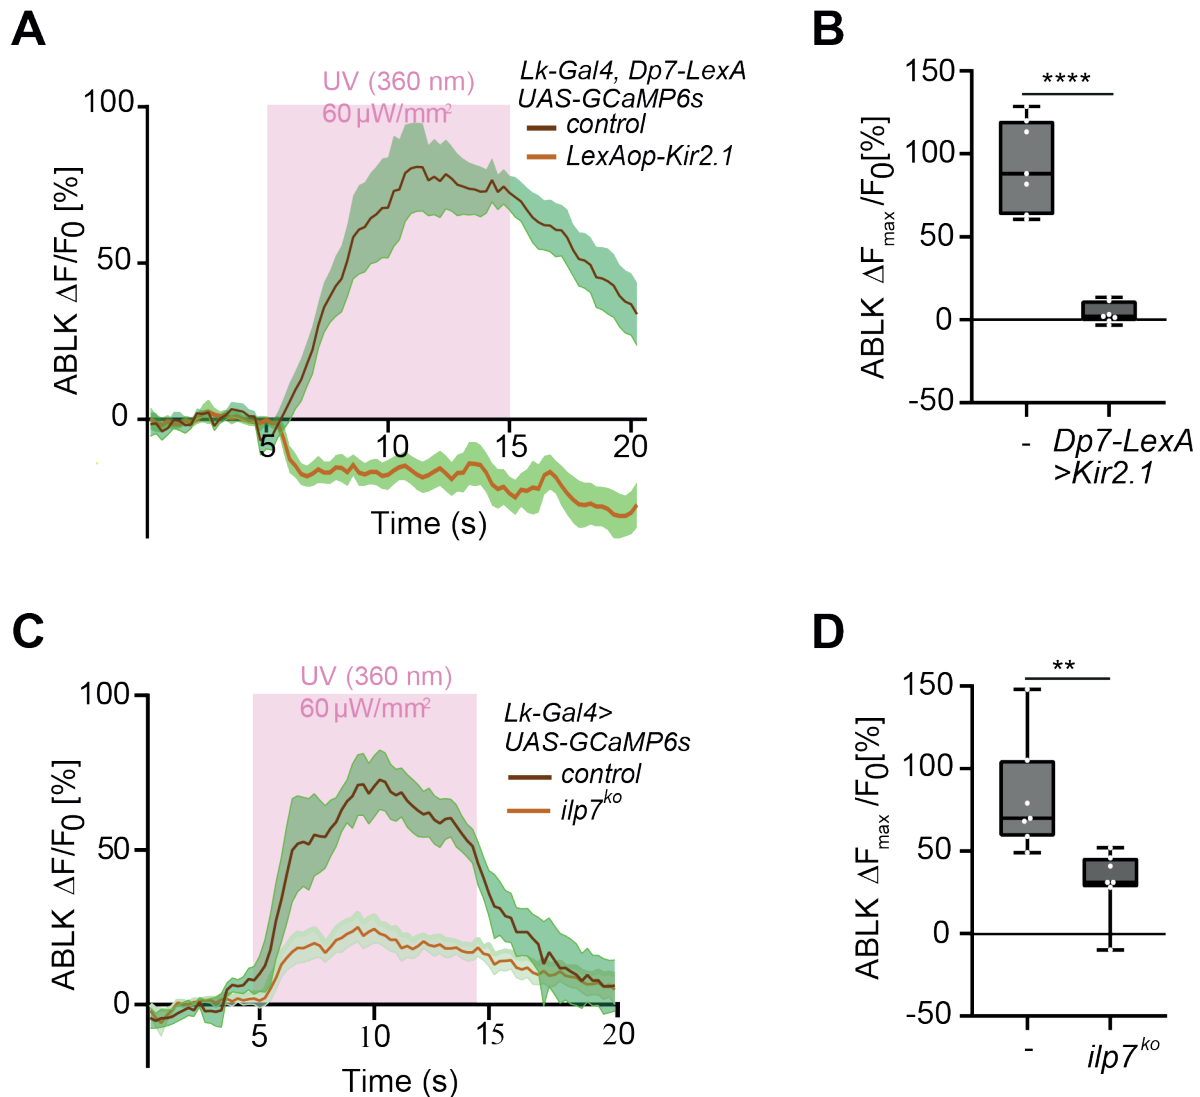 A
UV (360 nm)
60 µW/mm²
Lk-Gal4, Dp7-LexA
UAS-GCaMP6s
control
LexAop-Kir2.1
100
50
0
ABLK ΔF/F0 [%]
5
10
15
20
Time (s)
B
****
150
100
50
0
-50
ABLK ΔFmax /F0[%]
-
Dp7-LexA
>Kir2.1
C
UV (360 nm)
60 µW/mm²
Lk-Gal4>
UAS-GCaMP6s
control
ilp7ko
100
50
0
ABLK ΔF/F0 [%]
5
10
15
20
Time (s)
D
**
150
100
50
0
-50
ABLK ΔFmax /F0[%]
-
ilp7ko